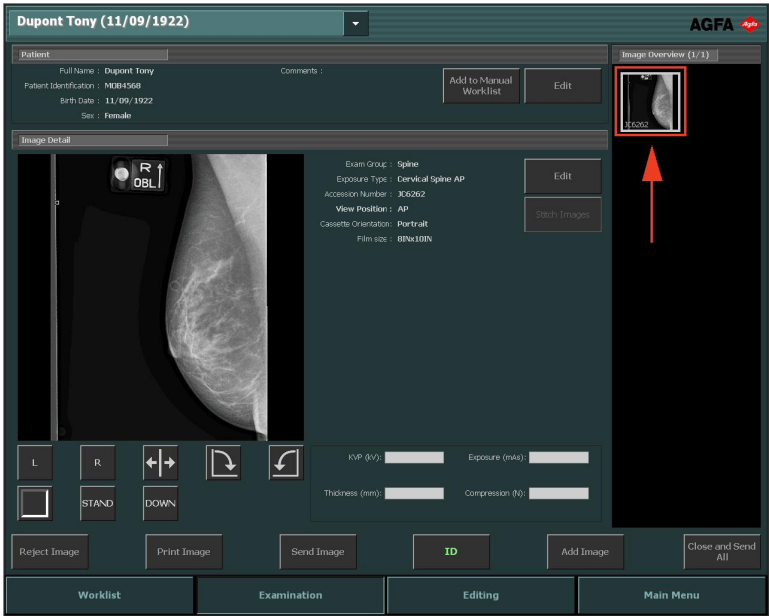 Dupont Tony (11/09/1922)
AGFA Agfa
Patient
Full Name : Dupont Tony
Patient Identification : M084568
Birth Date : 11/09/1922
Sex : Female
Comments :
Add to Manual
Worklist
Edit
Image Overview (1/1)
JC6262
Image Detail
R
OBL
Exam Group : Spine
Exposure Type : Cervical Spine AP
Accession Number : JC6262
View Position : AP
Cassette Orientation: Portrait
Film size : 8INx10IN
Edit
Stitch Images
L
R
STAND
DOWN
KVP (kV):
Exposure (mAs):
Thickness (mm):
Compression (N):
Reject Image
Print Image
Send Image
ID
Add Image
Close and Send
All
Worklist
Examination
Editing
Main Menu